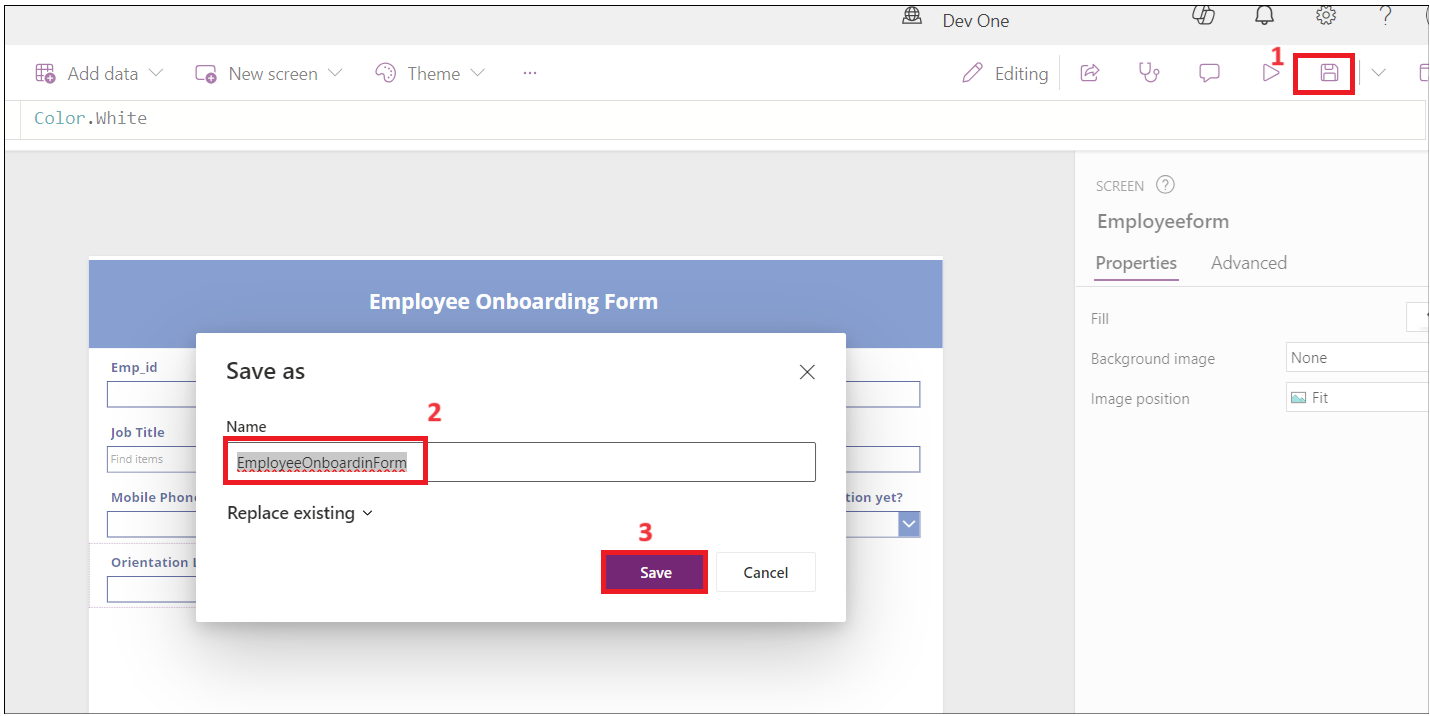 Dev One
Add data New screen Theme ... Editing 1
Color.White
SCREEN
Employeeform
Properties Advanced
Fill
Background image None
Image position Fit
Employee Onboarding Form
Emp_id
Job Title
Find items
Mobile Phone
tion yet?
Orientation L
Save as
2
Name
EmployeeOnboardinForm
Replace existing
3
Save Cancel